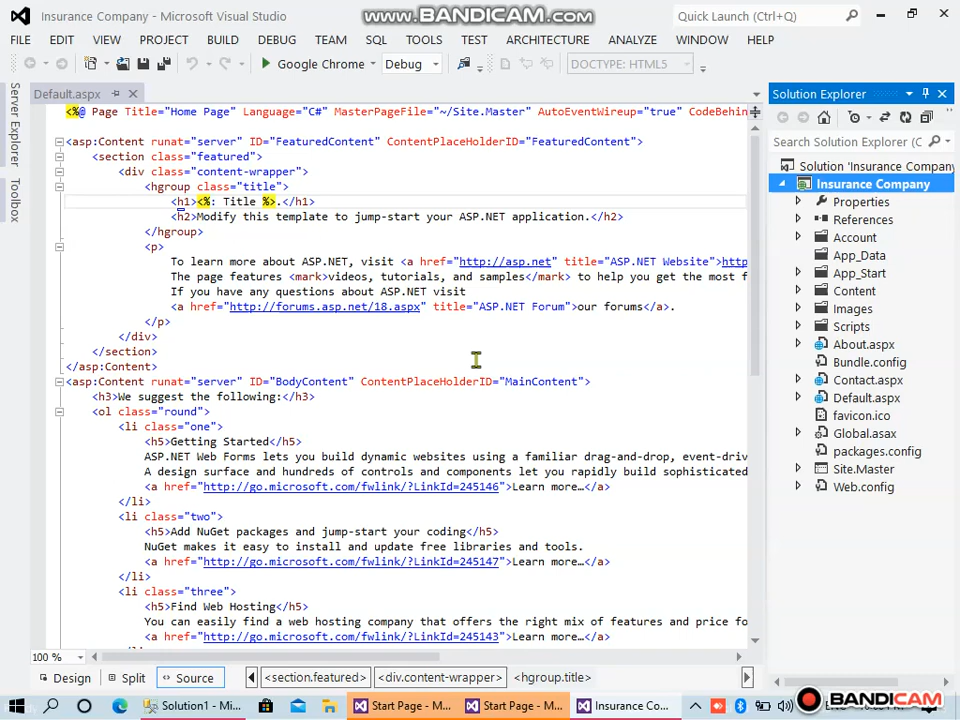 Insurance Company - Microsoft Visual Studio
www.BANDICAM.com
Quick Launch (Ctrl+Q)
FILE EDIT VIEW PROJECT BUILD DEBUG TEAM SQL TOOLS TEST ARCHITECTURE ANALYZE WINDOW HELP
Google Chrome Debug DOCTYPE: HTML5
Server Explorer
Toolbox
Default.aspx
<%@ Page Title="Home Page" Language="C#" MasterPageFile="~/Site.Master" AutoEventWireup="true" CodeBehin
<asp:Content runat="server" ID="FeaturedContent" ContentPlaceHolderID="FeaturedContent">
<section class="featured">
<div class="content-wrapper">
<hgroup class="title">
<h1><%: Title %>.</h1>
<h2>Modify this template to jump-start your ASP.NET application.</h2>
</hgroup>
<p>
To learn more about ASP.NET, visit <a href="http://asp.net" title="ASP.NET Website">http
The page features <mark>videos, tutorials, and samples</mark> to help you get the most f
If you have any questions about ASP.NET visit
<a href="http://forums.asp.net/18.aspx" title="ASP.NET Forum">our forums</a>.
</p>
</div>
</section>
</asp:Content>
<asp:Content runat="server" ID="BodyContent" ContentPlaceHolderID="MainContent">
<h3>We suggest the following:</h3>
<ol class="round">
<li class="one">
<h5>Getting Started</h5>
ASP.NET Web Forms lets you build dynamic websites using a familiar drag-and-drop, event-driv
A design surface and hundreds of controls and components let you rapidly build sophisticated
<a href="http://go.microsoft.com/fwlink/?LinkId=245146">Learn more…</a>
</li>
<li class="two">
<h5>Add NuGet packages and jump-start your coding</h5>
NuGet makes it easy to install and update free libraries and tools.
<a href="http://go.microsoft.com/fwlink/?LinkId=245147">Learn more…</a>
</li>
<li class="three">
<h5>Find Web Hosting</h5>
You can easily find a web hosting company that offers the right mix of features and price fo
<a href="http://go.microsoft.com/fwlink/?LinkId=245143">Learn more…</a>
100 %
Design Split Source <section.featured> <div.content-wrapper> <hgroup.title>
Solution Explorer
Search Solution Explorer (C
Solution 'Insurance Company
Insurance Company
Properties
References
Account
App_Data
App_Start
Content
Images
Scripts
About.aspx
Bundle.config
Contact.aspx
Default.aspx
favicon.ico
Global.asax
packages.config
Site.Master
Web.config
Solution1 - Mi...
Start Page - M...
Start Page - M...
Insurance Co...
BANDICAM